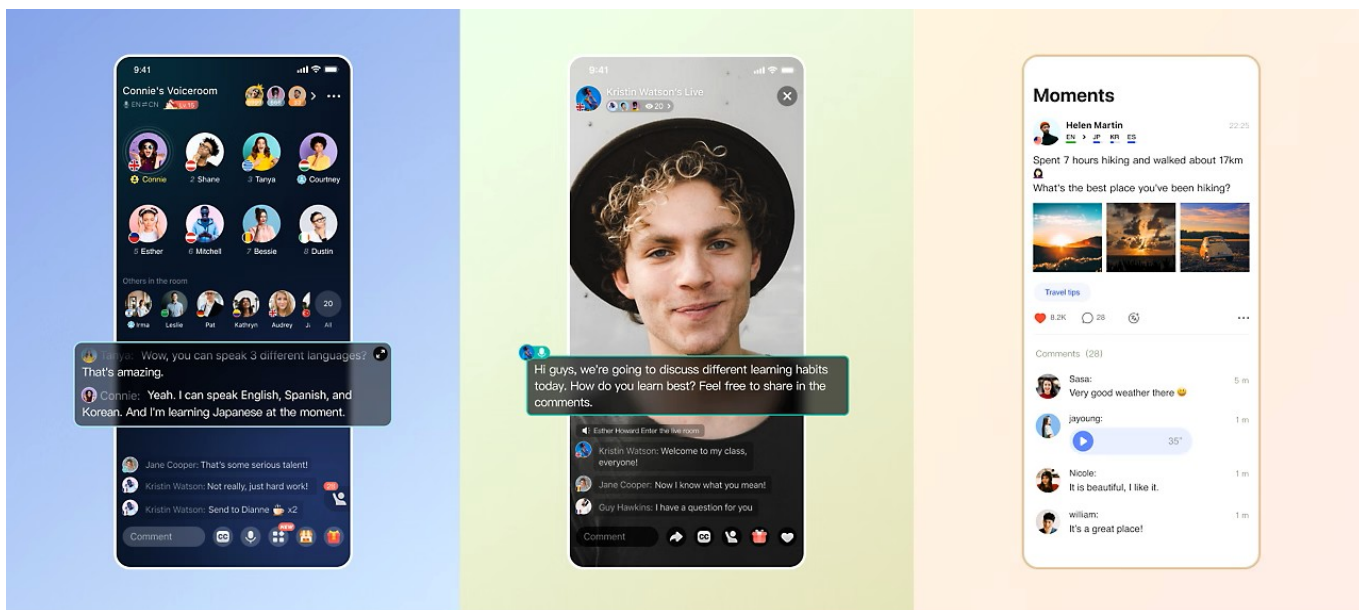 9:41
Connie's Voiceroom
EN⇌CN Lv.15
Connie 2 Shane 3 Tanya Courtney
5 Esther 6 Mitchell 7 Bessie 8 Dustin
Others in the room
20
Irma Leslie Pat Kathryn Audrey All
Tanya: Wow, you can speak 3 different languages?
That's amazing.
Connie: Yeah. I can speak English, Spanish, and
Korean. And I'm learning Japanese at the moment.
Jane Cooper: That's some serious talent!
Kristin Watson: Not really, just hard work!
Kristin Watson: Send to Dianne ☕ x2
NEW
Comment CC
9:41
Kristin Watson's Live
20 >
Hi guys, we're going to discuss different learning habits
today. How do you learn best? Feel free to share in the
comments.
Esther Howard Enter the live room
Kristin Watson: Welcome to my class,
everyone!
Jane Cooper: Now I know what you mean!
Guy Hawkins: I have a question for you
Comment CC
Moments
Helen Martin 22:25
EN > JP KR ES
Spent 7 hours hiking and walked about 17km
What's the best place you've been hiking?
Travel tips
8.2K 28
Comments (28)
Sasa: 5 m
Very good weather there 😀
jayoung: 1 m
35"
Nicole: 1 m
It is beautiful, I like it.
william: 1 m
It's a great place!